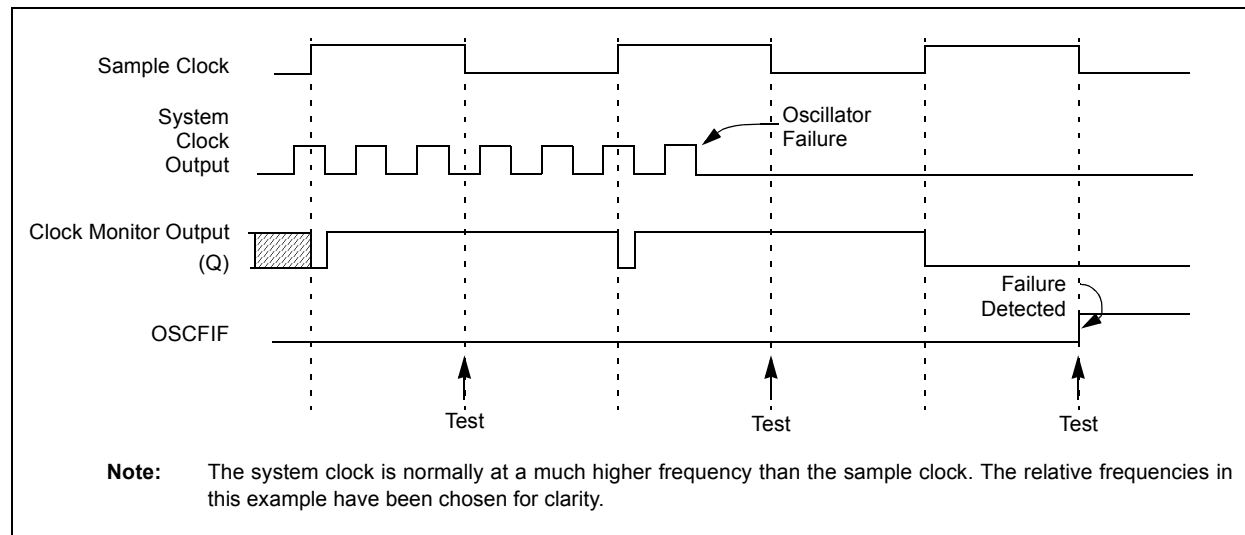 Sample Clock
System
Clock
Output
Oscillator
Failure
Clock Monitor Output
(Q)
Failure
Detected
OSCFIF
Test
Test
Test
Note: The system clock is normally at a much higher frequency than the sample clock. The relative frequencies in
this example have been chosen for clarity.